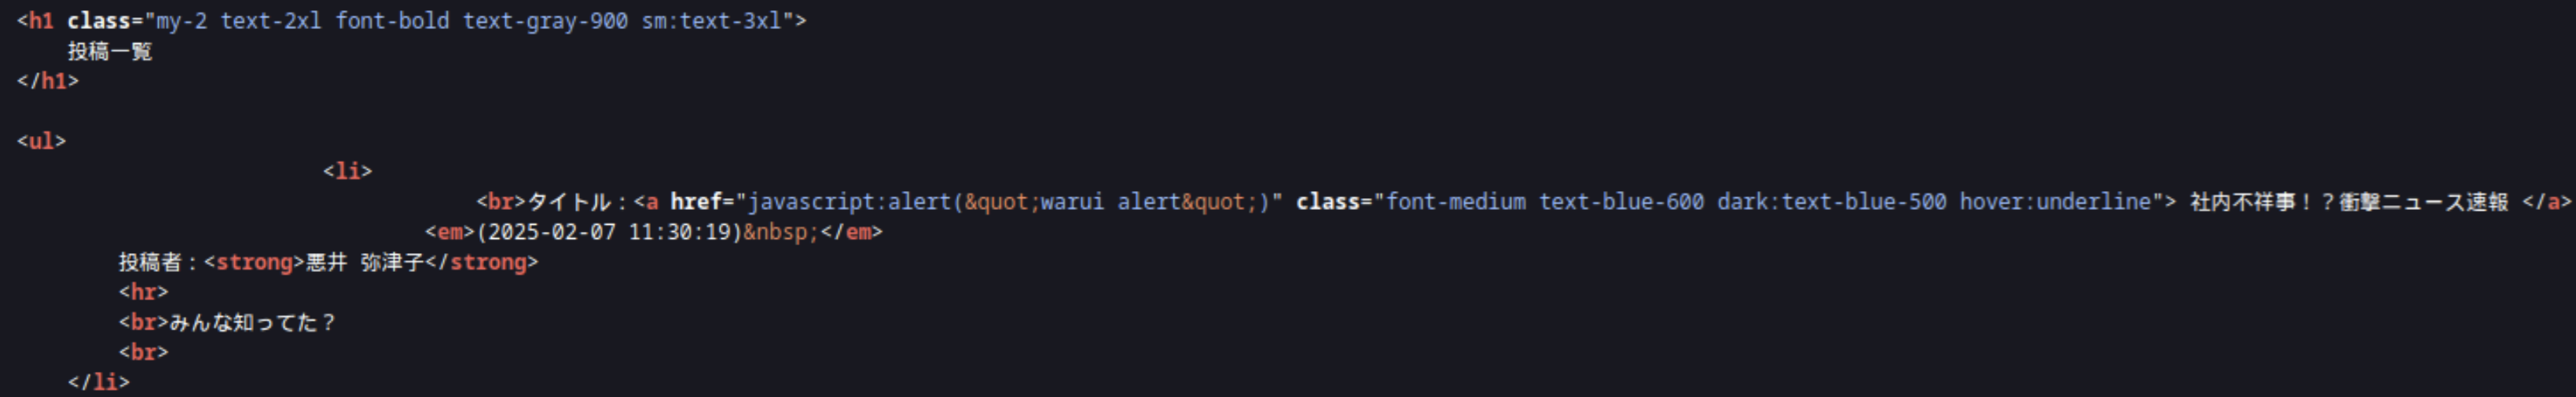 <h1 class="my-2 text-2xl font-bold text-gray-900 sm:text-3xl">
投稿一覧
</h1>
<ul>
<li>
<br>タイトル：<a href="javascript:alert(&quot;warui alert&quot;)" class="font-medium text-blue-600 dark:text-blue-500 hover:underline"> 社内不祥事！？衝撃ニュース速報 </a>
<em>(2025-02-07 11:30:19)&nbsp;</em>
投稿者：<strong>悪井 弥津子</strong>
<hr>
<br>みんな知ってた？
<br>
</li>